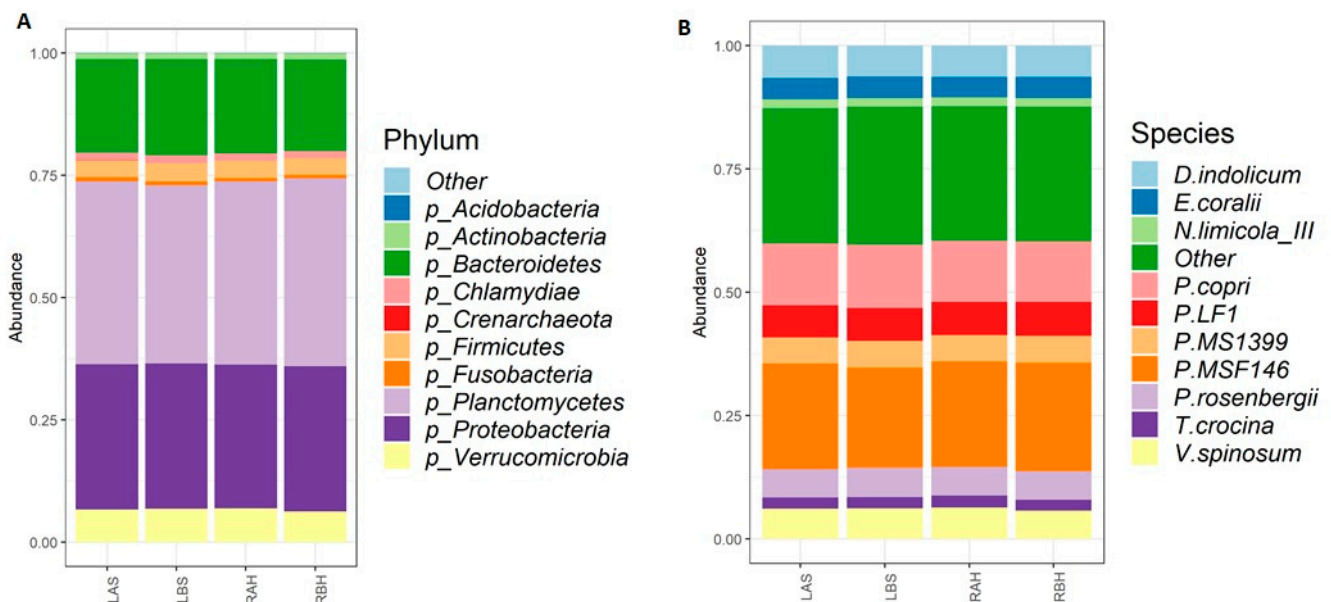 A
Abundance
1.00
0.75
0.50
0.25
0.00
LAS
LBS
RAH
RBH
Phylum
Other
p_Acidobacteria
p_Actinobacteria
p_Bacteroidetes
p_Chlamydiae
p_Crenarchaeota
p_Firmicutes
p_Fusobacteria
p_Planctomycetes
p_Proteobacteria
p_Verrucomicrobia
B
Abundance
1.00
0.75
0.50
0.25
0.00
LAS
LBS
RAH
RBH
Species
D.indolicum
E.coralii
N.limicola_III
Other
P.copri
P.LF1
P.MS1399
P.MSF146
P.rosenbergii
T.crocina
V.spinosum